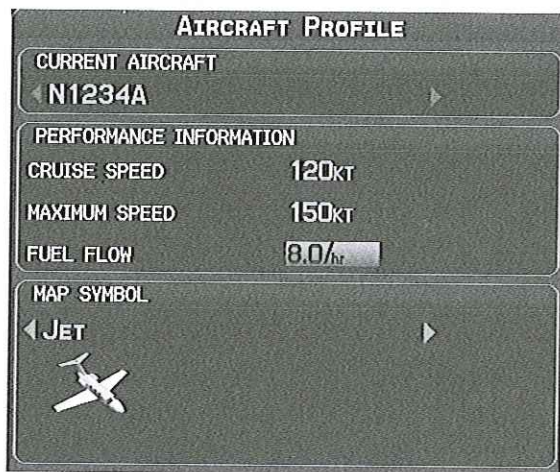 AIRCRAFT PROFILE
CURRENT AIRCRAFT
N1234A
PERFORMANCE INFORMATION
CRUISE SPEED 120KT
MAXIMUM SPEED 150KT
FUEL FLOW 8.0/hr
MAP SYMBOL
JET